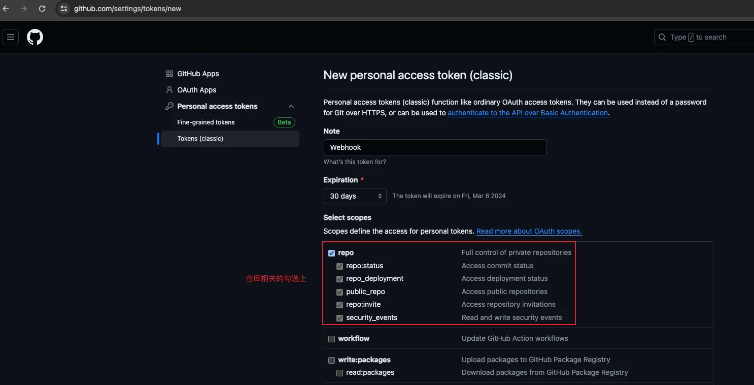 github.com/settings/tokens/new
Type / to search
GitHub Apps
OAuth Apps
Personal access tokens
Fine-grained tokens Beta
Tokens (classic)
New personal access token (classic)
Personal access tokens (classic) function like ordinary OAuth access tokens. They can be used instead of a password
for Git over HTTPS, or can be used to authenticate to the API over Basic Authentication.
Note
Webhook
What's this token for?
Expiration *
30 days The token will expire on Fri, Mar 8 2024
Select scopes
Scopes define the access for personal tokens. Read more about OAuth scopes.
repo Full control of private repositories
repo:status Access commit status
repo_deployment Access deployment status
public_repo Access public repositories
repo:invite Access repository invitations
security_events Read and write security events
仓库相关的勾选上
workflow Update GitHub Action workflows
write:packages Upload packages to GitHub Package Registry
read:packages Download packages from GitHub Package Registry